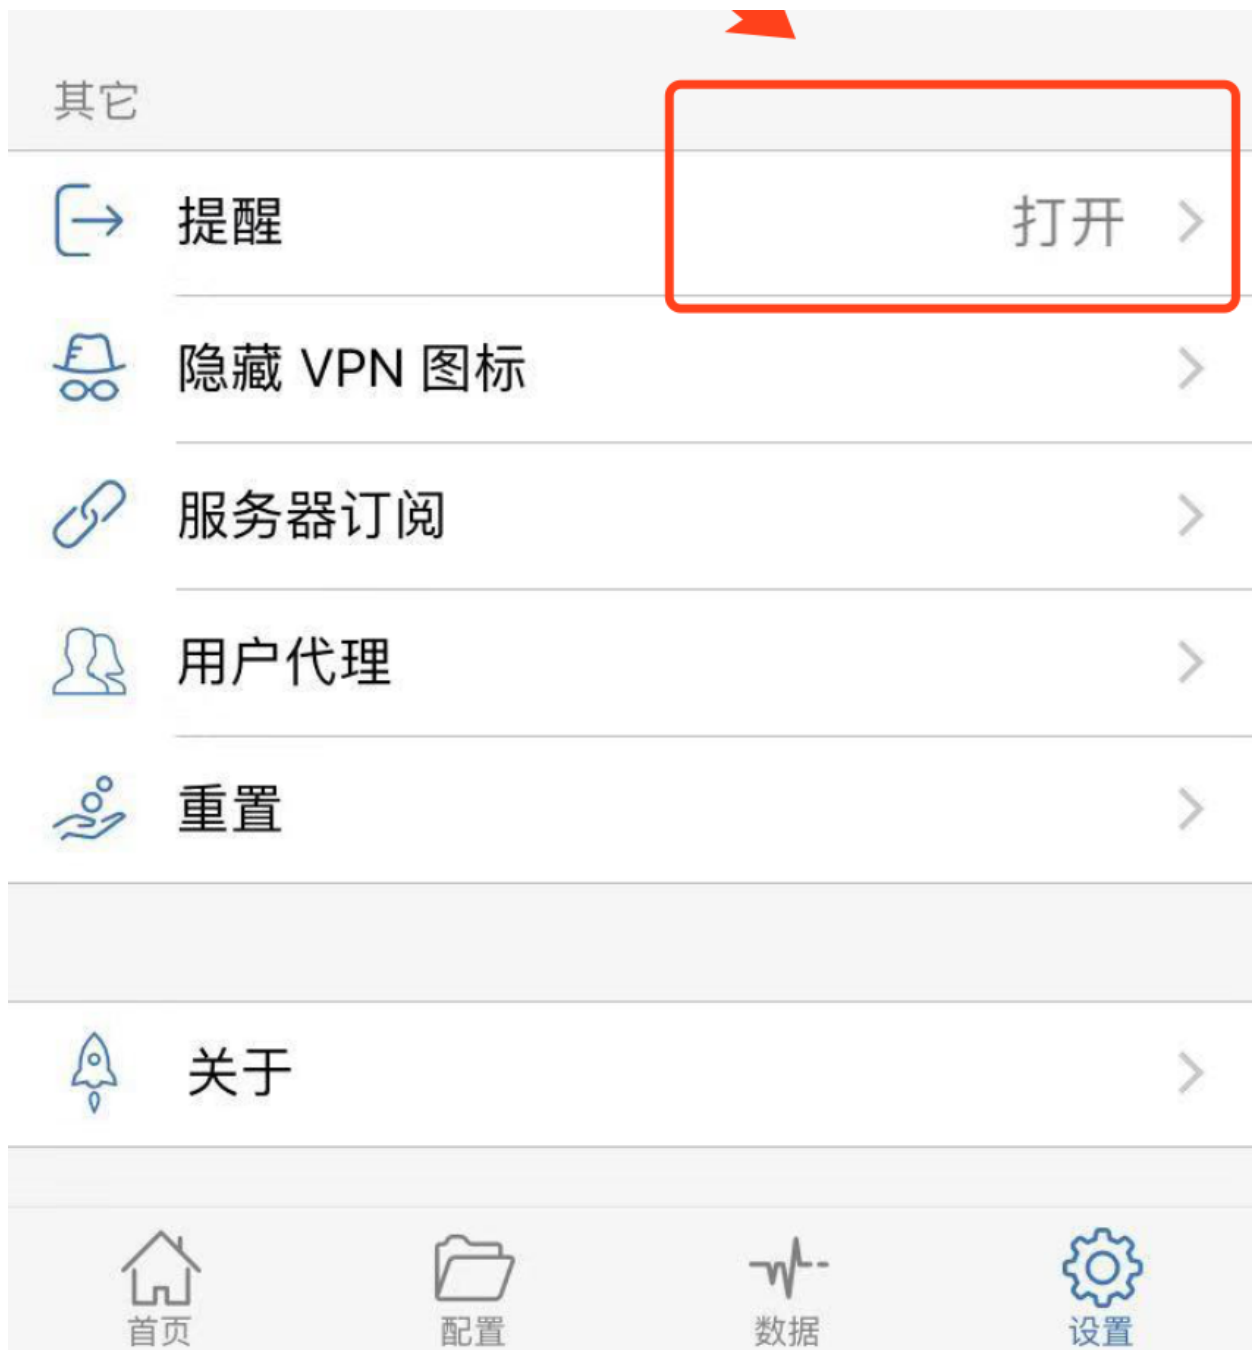 其它
提醒 打开
隐藏 VPN 图标
服务器订阅
用户代理
重置
关于
首页 配置 数据 设置